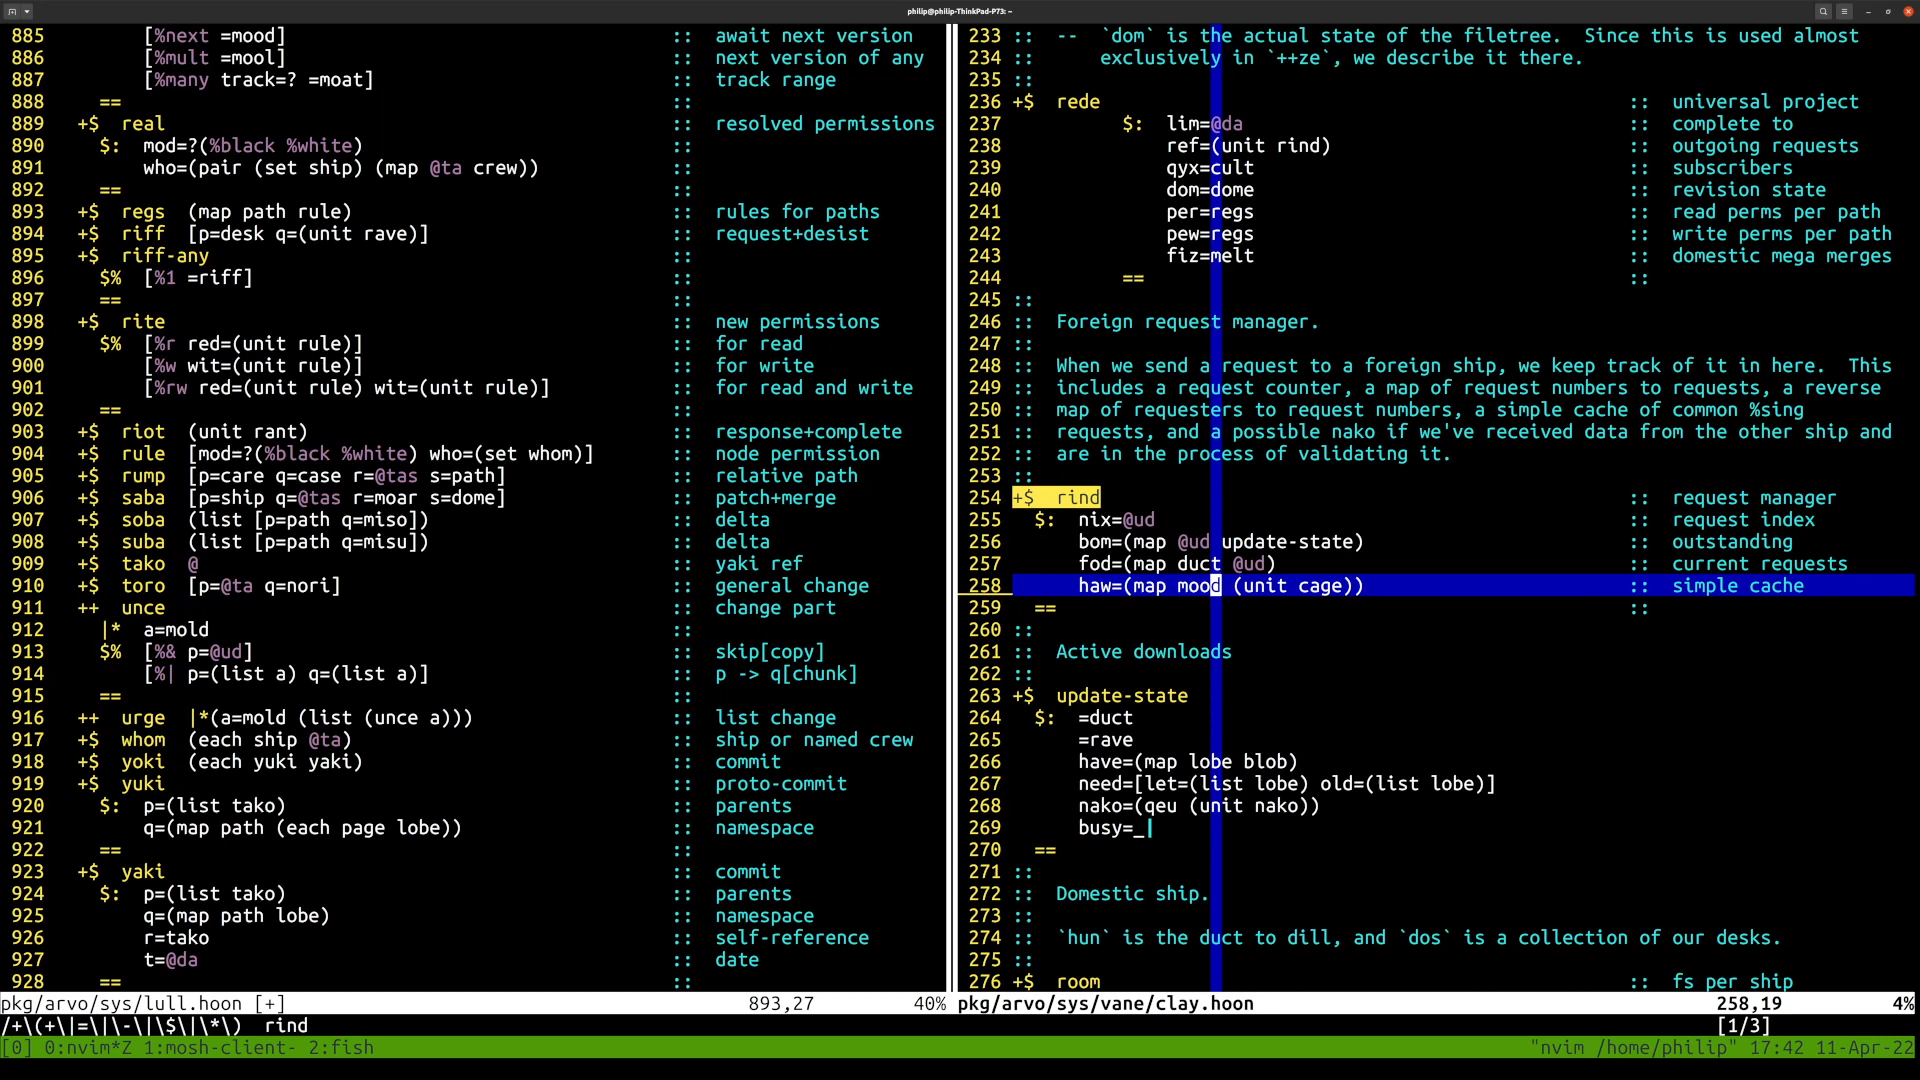 philip@philip-ThinkPad-P73: ~
885         [%next =mood]                                    ::  await next version
886         [%mult =mool]                                    ::  next version of any
887         [%many track=? =moat]                            ::  track range
888     ==                                                   ::
889   +$  real                                               ::  resolved permissions
890     $:  mod=?(%black %white)                             ::
891         who=(pair (set ship) (map @ta crew))             ::
892     ==                                                   ::
893   +$  regs  (map path rule)                              ::  rules for paths
894   +$  riff  [p=desk q=(unit rave)]                       ::  request+desist
895   +$  riff-any                                           ::
896     $%  [%1 =riff]                                       ::
897     ==                                                   ::
898   +$  rite                                               ::  new permissions
899     $%  [%r red=(unit rule)]                             ::  for read
900         [%w wit=(unit rule)]                             ::  for write
901         [%rw red=(unit rule) wit=(unit rule)]            ::  for read and write
902     ==                                                   ::
903   +$  riot  (unit rant)                                  ::  response+complete
904   +$  rule  [mod=?(%black %white) who=(set whom)]        ::  node permission
905   +$  rump  [p=care q=case r=@tas s=path]                ::  relative path
906   +$  saba  [p=ship q=@tas r=moar s=dome]                ::  patch+merge
907   +$  soba  (list [p=path q=miso])                       ::  delta
908   +$  suba  (list [p=path q=misu])                       ::  delta
909   +$  tako  @                                            ::  yaki ref
910   +$  toro  [p=@ta q=nori]                               ::  general change
911   ++  unce                                               ::  change part
912     |*  a=mold                                           ::
913     $%  [%& p=@ud]                                       ::  skip[copy]
914         [%| p=(list a) q=(list a)]                       ::  p -> q[chunk]
915     ==                                                   ::
916   ++  urge  |*(a=mold (list (unce a)))                   ::  list change
917   +$  whom  (each ship @ta)                              ::  ship or named crew
918   +$  yoki  (each yuki yaki)                             ::  commit
919   +$  yuki                                               ::  proto-commit
920     $:  p=(list tako)                                    ::  parents
921         q=(map path (each page lobe))                    ::  namespace
922     ==                                                   ::
923   +$  yaki                                               ::  commit
924     $:  p=(list tako)                                    ::  parents
925         q=(map path lobe)                                ::  namespace
926         r=tako                                           ::  self-reference
927         t=@da                                            ::  date
928     ==                                                   ::
pkg/arvo/sys/lull.hoon [+]    893,27    40%
233 ::  -- `dom` is the actual state of the filetree.  Since this is used almost
234 ::      exclusively in `++ze`, we describe it there.
235 ::
236 +$  rede                                                ::  universal project
237           $:  lim=@da                                   ::  complete to
238               ref=(unit rind)                           ::  outgoing requests
239               qyx=cult                                  ::  subscribers
240               dom=dome                                  ::  revision state
241               per=regs                                  ::  read perms per path
242               pew=regs                                  ::  write perms per path
243               fiz=melt                                  ::  domestic mega merges
244           ==                                            ::
245 ::
246 ::  Foreign request manager.
247 ::
248 ::  When we send a request to a foreign ship, we keep track of it in here.  This
249 ::  includes a request counter, a map of request numbers to requests, a reverse
250 ::  map of requesters to request numbers, a simple cache of common %sing
251 ::  requests, and a possible nako if we've received data from the other ship and
252 ::  are in the process of validating it.
253 ::
254 +$  rind                                                ::  request manager
255   $:  nix=@ud                                           ::  request index
256       bom=(map @ud update-state)                        ::  outstanding
257       fod=(map duct @ud)                                ::  current requests
258       haw=(map mood (unit cage))                        ::  simple cache
259   ==                                                    ::
260 ::
261 ::  Active downloads
262 ::
263 +$  update-state
264   $:  =duct
265       =rave
266       have=(map lobe blob)
267       need=[let=(list lobe) old=(list lobe)]
268       nako=(qeu (unit nako))
269       busy=_|
270   ==
271 ::
272 ::  Domestic ship.
273 ::
274 ::  `hun` is the duct to dill, and `dos` is a collection of our desks.
275 ::
276 +$  room                                                ::  fs per ship
pkg/arvo/sys/vane/clay.hoon    258,19    4%
/+\(+\|=\|\-\|\$\|\*\)  rind    [1/3]
[0] 0:nvim*Z 1:mosh-client- 2:fish    "nvim /home/philip" 17:42 11-Apr-22